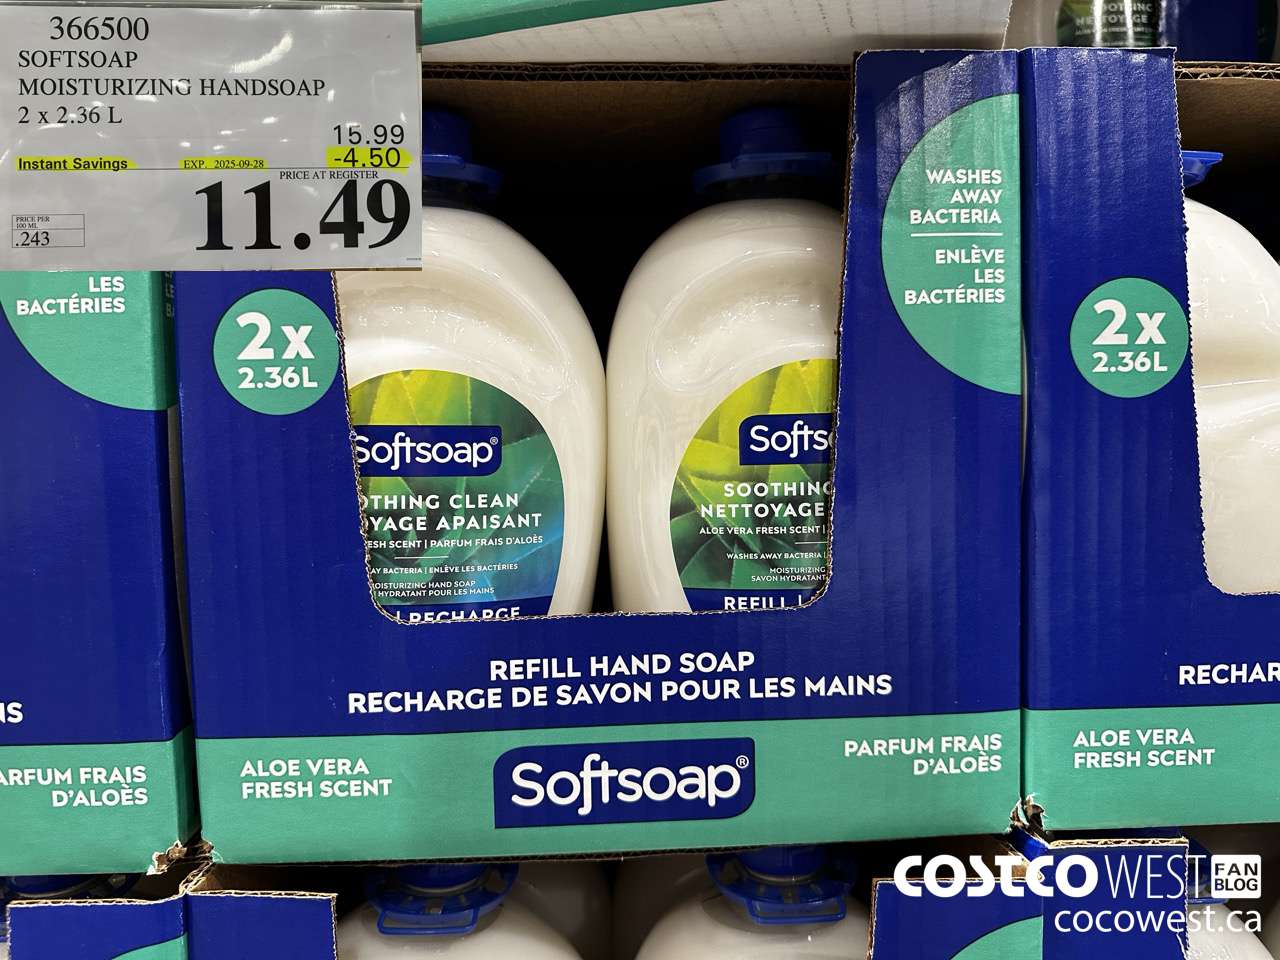 366500
SOFTSOAP
MOISTURIZING HANDSOAP
2 x 2.36 L
15.99
Instant Savings EXP. 2025-09-28 -4.50
PRICE AT REGISTER
11.49
PRICE PER
100 ML
.243
LES
BACTÉRIES
2x
2.36L
Softsoap®
OTHING CLEAN
YAGE APAISANT
ESH SCENT | PARFUM FRAIS D'ALOÈS
AY BACTERIA | ENLÈVE LES BACTÉRIES
OISTURIZING HAND SOAP
HYDRATANT POUR LES MAINS
RECHARGE
Softso
SOOTHING
NETTOYAGE
ALOE VERA FRESH SCENT |
WASHES AWAY BACTERIA |
MOISTURIZING
SAVON HYDRATANT
REFILL |
WASHES
AWAY
BACTERIA
ENLÈVE
LES
BACTÉRIES
2x
2.36L
REFILL HAND SOAP
RECHARGE DE SAVON POUR LES MAINS
NS
RECHAR
ARFUM FRAIS
D'ALOÈS
ALOE VERA
FRESH SCENT
Softsoap®
PARFUM FRAIS
D'ALOÈS
ALOE VERA
FRESH SCENT
COSTCO WEST FAN BLOG
cocowest.ca